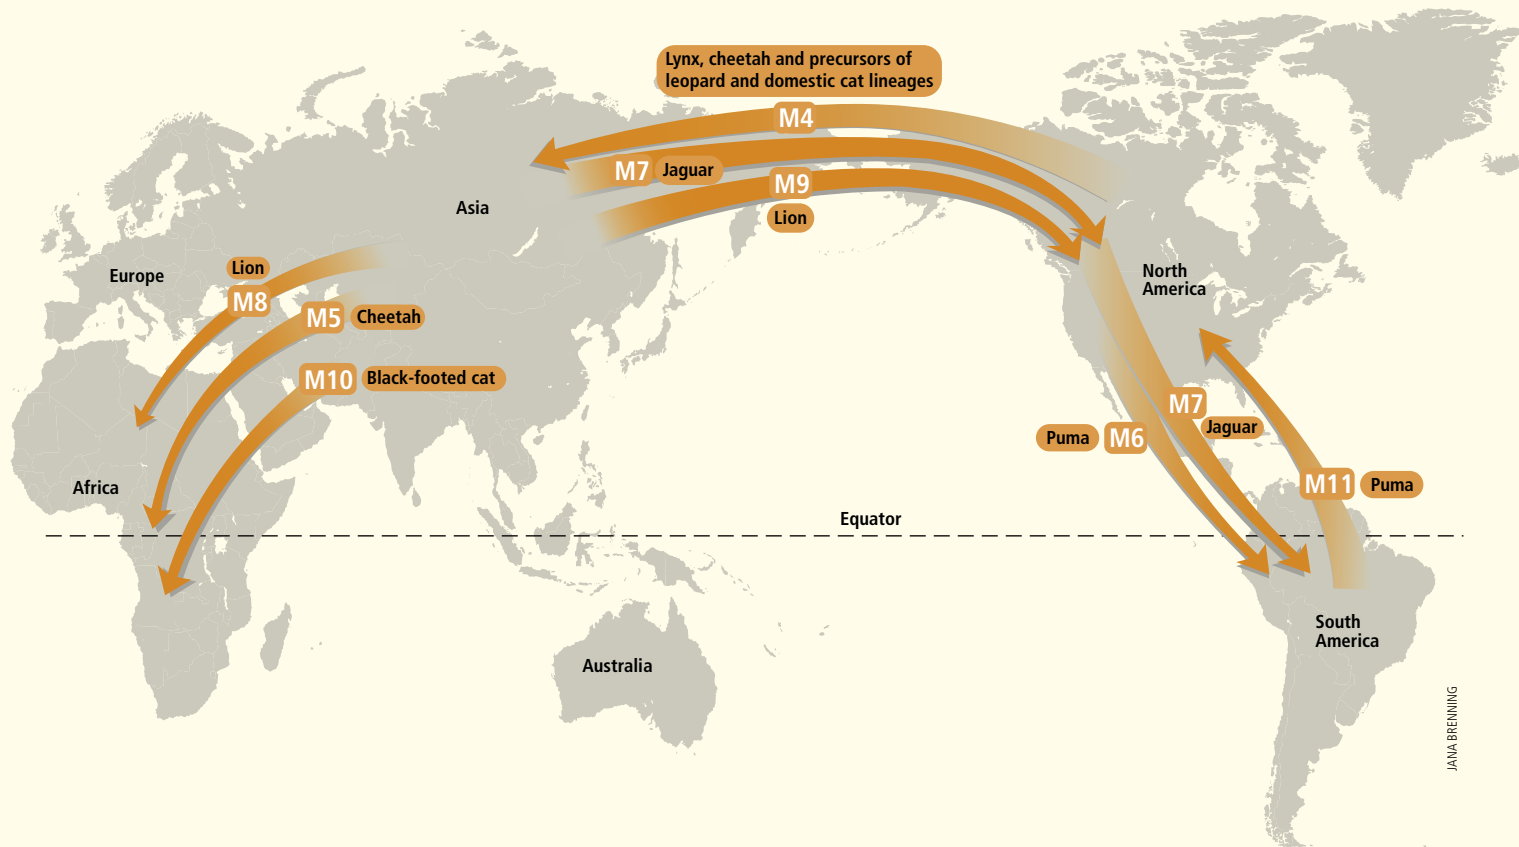 Lynx, cheetah and precursors of
leopard and domestic cat lineages
M4
M7
Jaguar
M9
Lion
Asia
Europe
Lion
M8
M5
Cheetah
M10
Black-footed cat
North
America
M7
Jaguar
Puma
M6
M11
Puma
Africa
Equator
South
America
Australia
JANA BRENNING